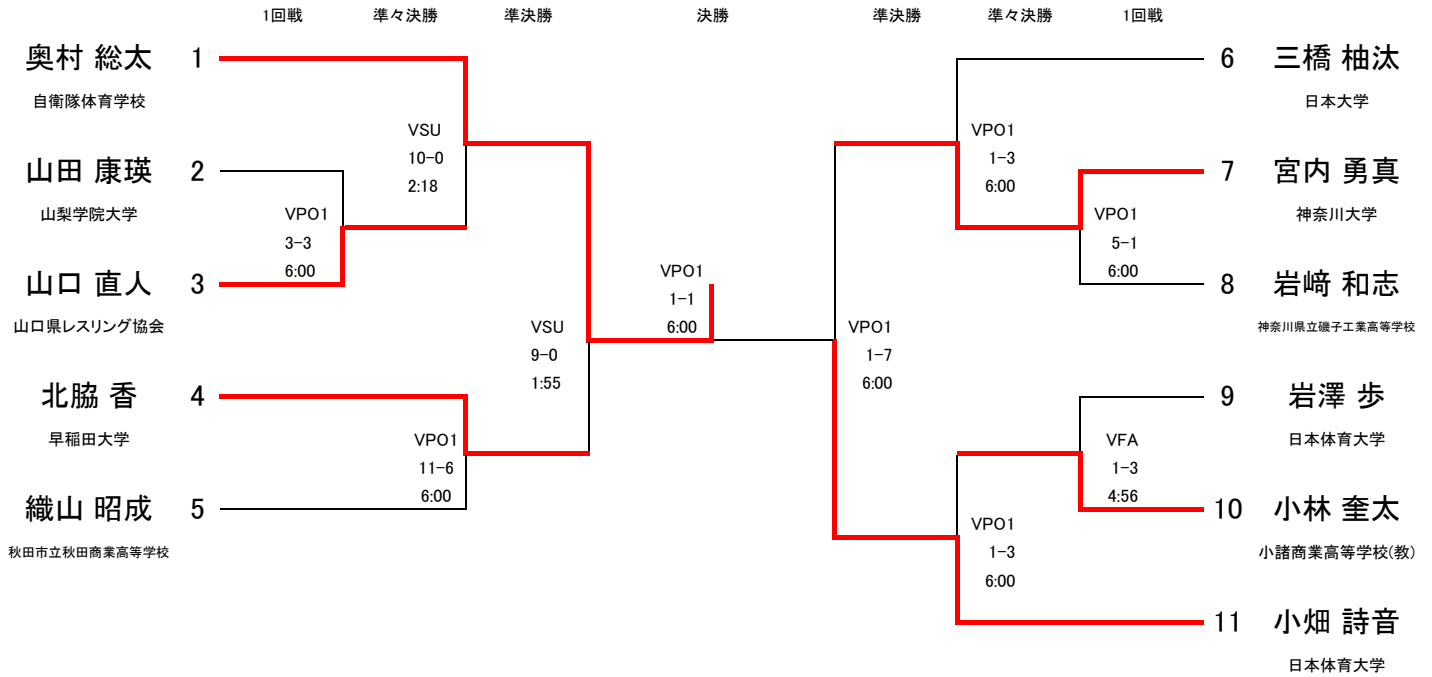 1回戦 準々決勝 準決勝 決勝 準決勝 準々決勝 1回戦
奥村 総太 1
自衛隊体育学校
山田 康瑛 2
山梨学院大学
山口 直人 3
山口県レスリング協会
北脇 香 4
早稲田大学
織山 昭成 5
秋田市立秋田商業高等学校
VPO1
3-3
6:00
VSU
10-0
2:18
VPO1
11-6
6:00
VSU
9-0
1:55
VPO1
1-1
6:00
VPO1
1-7
6:00
VPO1
1-3
6:00
VPO1
1-3
6:00
VPO1
5-1
6:00
VFA
1-3
4:56
6 三橋 柚汰
日本大学
7 宮内 勇真
神奈川大学
8 岩﨑 和志
神奈川県立磯子工業高等学校
9 岩澤 歩
日本体育大学
10 小林 奎太
小諸商業高等学校(教)
11 小畑 詩音
日本体育大学